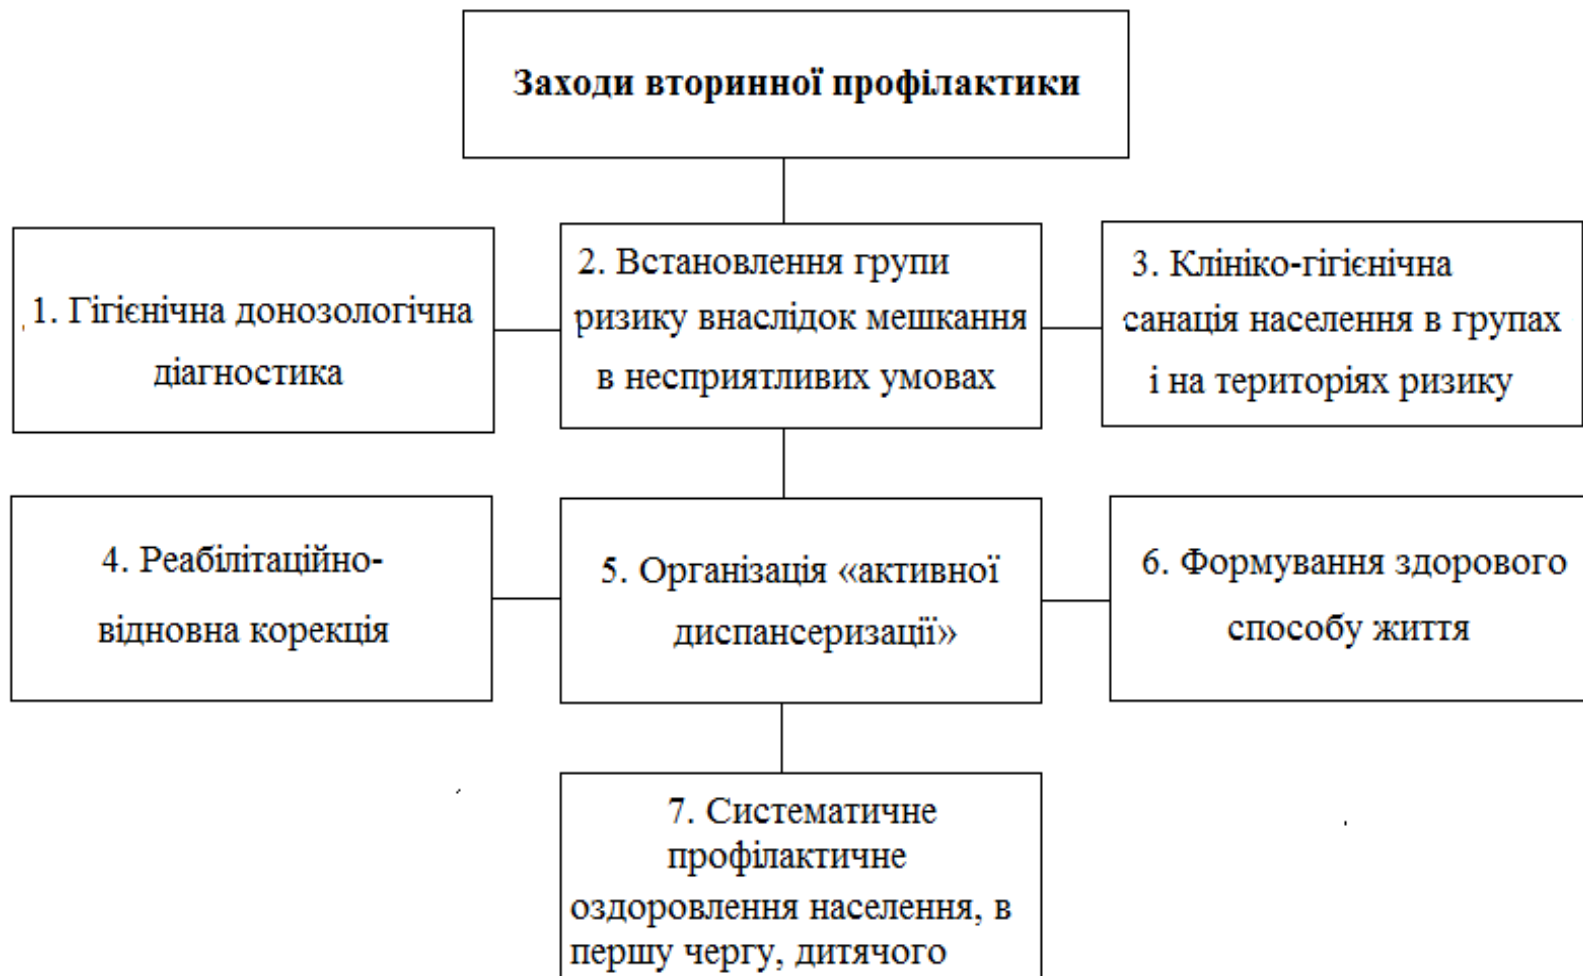 Заходи вторинної профілактики
1. Гігієнічна донозологічна
діагностика
2. Встановлення групи
ризику внаслідок мешкання
в несприятливих умовах
3. Клініко-гігієнічна
санація населення в групах
і на територіях ризику
4. Реабілітаційно-
відновна корекція
5. Організація «активної
диспансеризації»
6. Формування здорового
способу життя
7. Систематичне
профілактичне
оздоровлення населення, в
першу чергу, дитячого